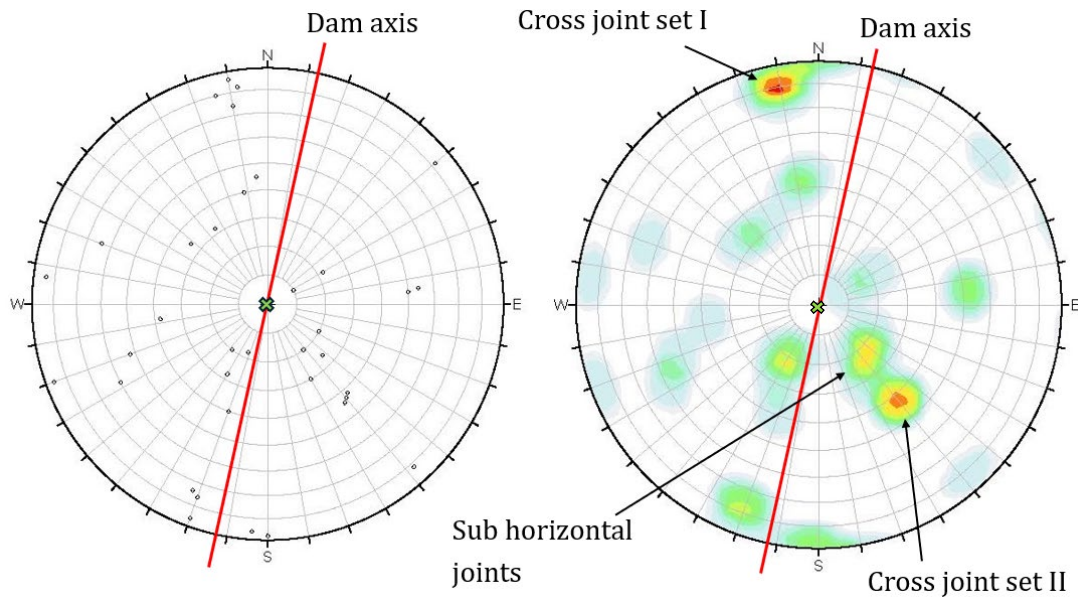 Dam axis
N
W
E
S
Cross joint set I
Dam axis
N
W
E
S
Sub horizontal
joints
Cross joint set II